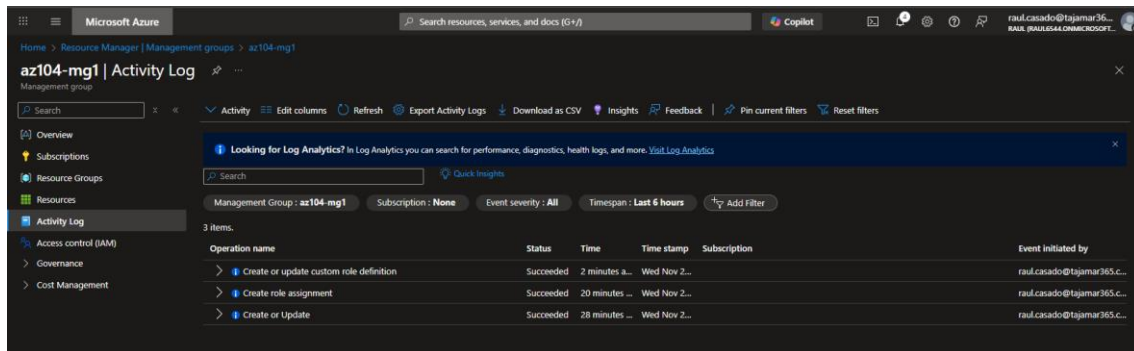 Microsoft Azure
Search resources, services, and docs (G+/)
Copilot
raul.casado@tajamar36...
RAUL (RAULES44.ONMICROSOFT....
Home > Resource Manager | Management groups > az104-mg1
az104-mg1 | Activity Log
Management group
Search
Activity Edit columns Refresh Export Activity Logs Download as CSV Insights Feedback Pin current filters Reset filters
Overview
Subscriptions
Resource Groups
Resources
Activity Log
Access control (IAM)
Governance
Cost Management
Looking for Log Analytics? In Log Analytics you can search for performance, diagnostics, health logs, and more. Visit Log Analytics
Search
Quick Insights
Management Group : az104-mg1 Subscription : None Event severity : All Timespan : Last 6 hours Add Filter
3 items.
Operation name Status Time Time stamp Subscription Event initiated by
Create or update custom role definition Succeeded 2 minutes a... Wed Nov 2... raul.casado@tajamar365.c...
Create role assignment Succeeded 20 minutes ... Wed Nov 2... raul.casado@tajamar365.c...
Create or Update Succeeded 28 minutes ... Wed Nov 2... raul.casado@tajamar365.c...